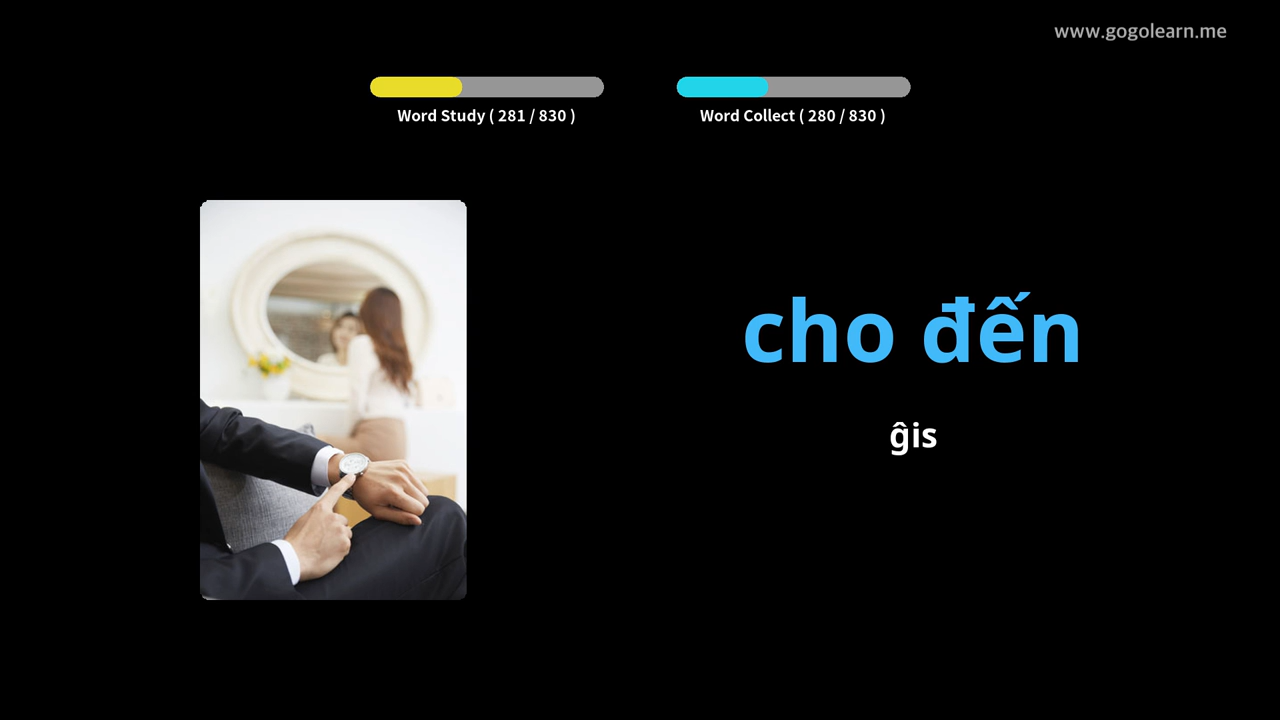 www.gogolearn.me
Word Study ( 281 / 830 )
Word Collect ( 280 / 830 )
cho đến
ĝis